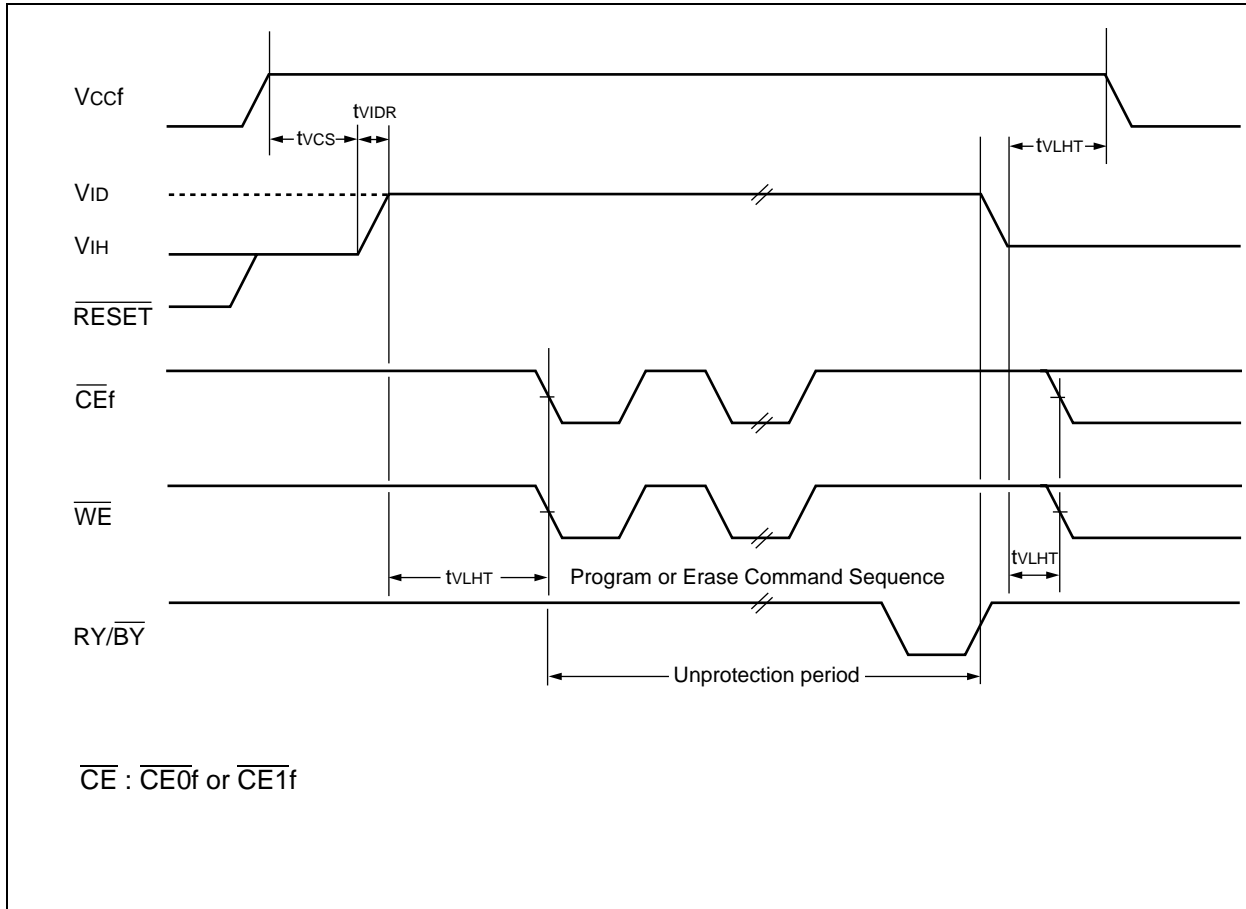 VCCf
tVIDR
tVCS
tVLHT
VID
VIH
RESET
CEf
WE
tVLHT
Program or Erase Command Sequence
tVLHT
RY/BY
Unprotection period
CE : CE0f or CE1f